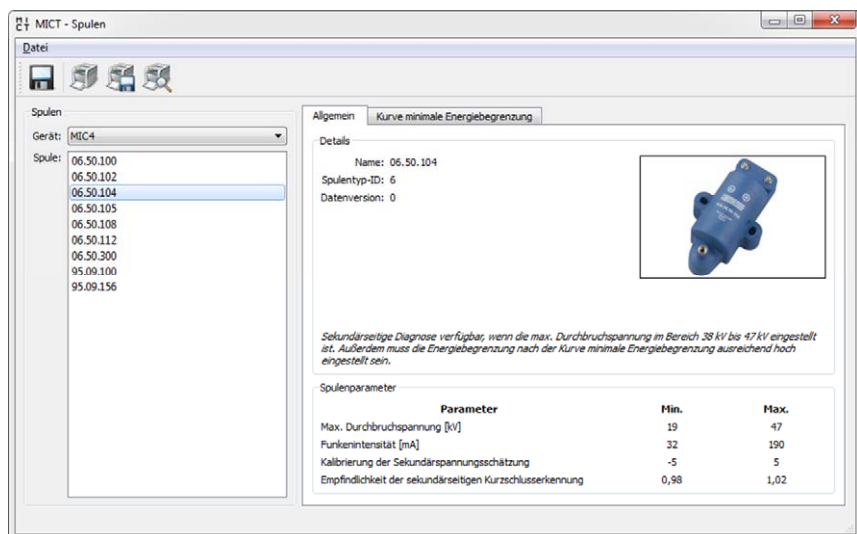 MICT - Spulen
Datei
Spulen
Gerät: MIC4
Spule:
06.50.100
06.50.102
06.50.104
06.50.105
06.50.108
06.50.112
06.50.300
95.09.100
95.09.156
Allgemein
Kurve minimale Energiebegrenzung
Details
Name: 06.50.104
Spulentyp-ID: 6
Datenversion: 0
Sekundärseitige Diagnose verfügbar, wenn die max. Durchbruchspannung im Bereich 38 kV bis 47 kV eingestellt
ist. Außerdem muss die Energiebegrenzung nach der Kurve minimale Energiebegrenzung ausreichend hoch
eingestellt sein.
Spulenparameter
Parameter Min. Max.
Max. Durchbruchspannung [kV] 19 47
Funkenintensität [mA] 32 190
Kalibrierung der Sekundärspannungsschätzung -5 5
Empfindlichkeit der sekundärseitigen Kurzschlusserkennung 0,98 1,02